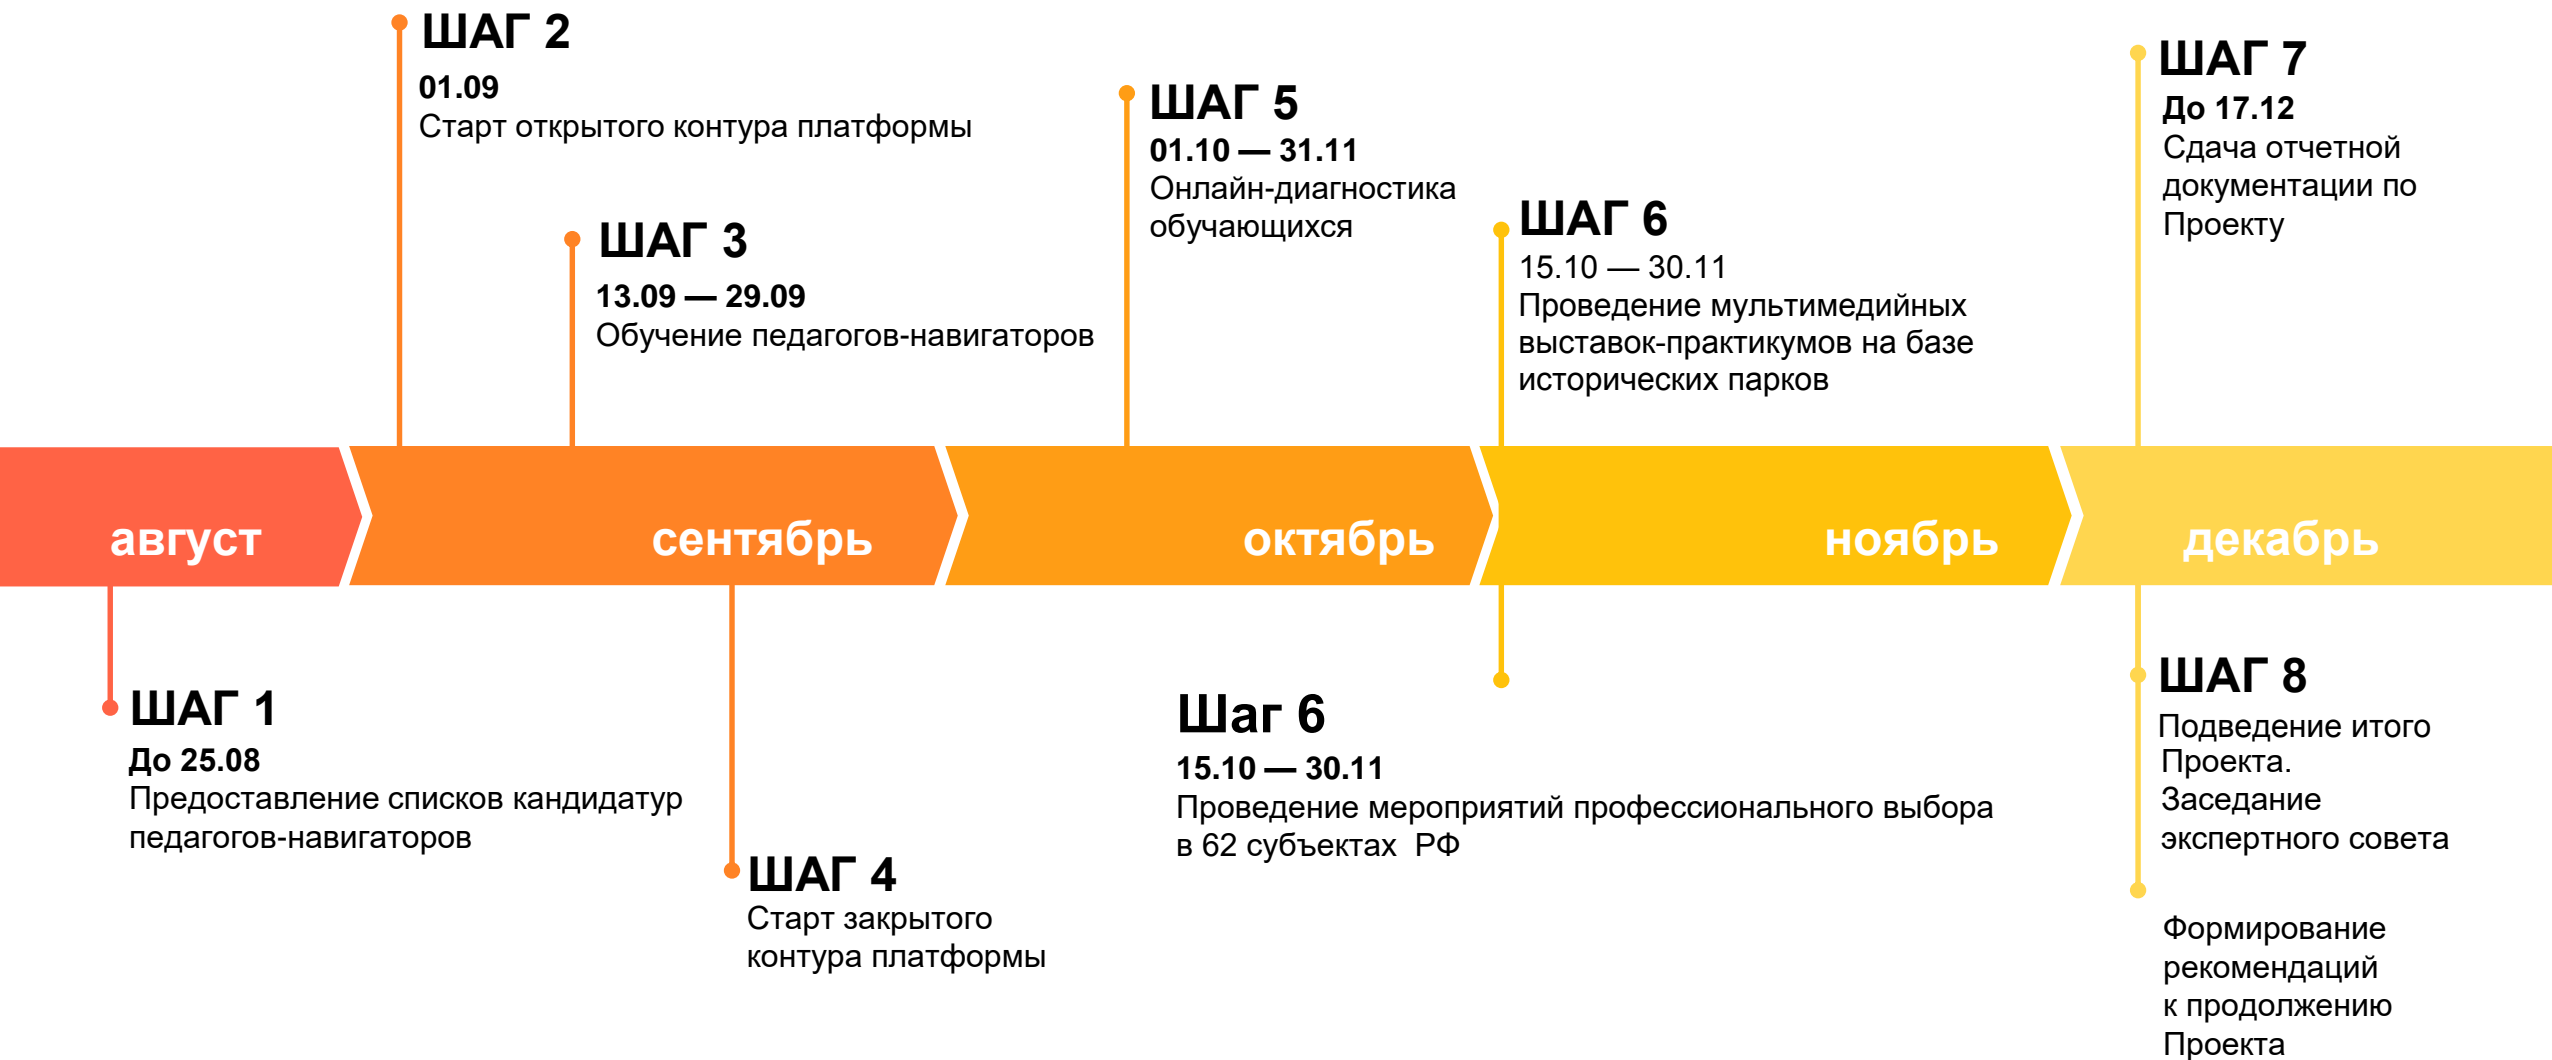 ШАГ 2
01.09
Старт открытого контура платформы
ШАГ 3
13.09 — 29.09
Обучение педагогов-навигаторов
ШАГ 5
01.10 — 31.11
Онлайн-диагностика
обучающихся
ШАГ 6
15.10 — 30.11
Проведение мультимедийных
выставок-практикумов на базе
исторических парков
ШАГ 7
До 17.12
Сдача отчетной
документации по
Проекту
август
сентябрь
октябрь
ноябрь
декабрь
ШАГ 1
До 25.08
Предоставление списков кандидатур
педагогов-навигаторов
ШАГ 4
Старт закрытого
контура платформы
Шаг 6
15.10 — 30.11
Проведение мероприятий профессионального выбора
в 62 субъектах  РФ
ШАГ 8
Подведение итого
Проекта.
Заседание
экспертного совета
Формирование
рекомендаций
к продолжению
Проекта